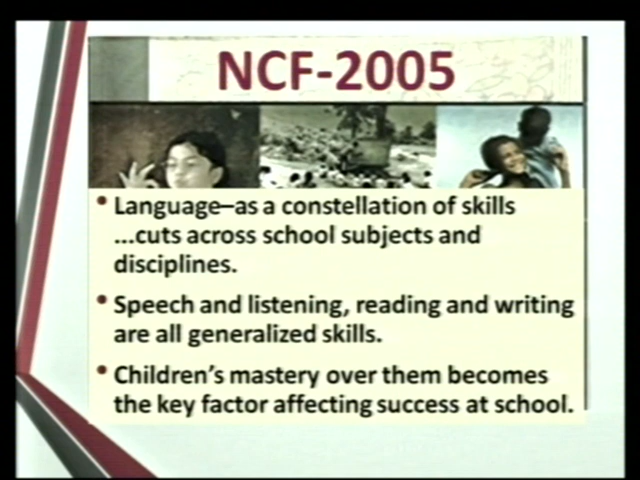 NCF-2005
• Language–as a constellation of skills
...cuts across school subjects and
disciplines.
• Speech and listening, reading and writing
are all generalized skills.
• Children's mastery over them becomes
the key factor affecting success at school.